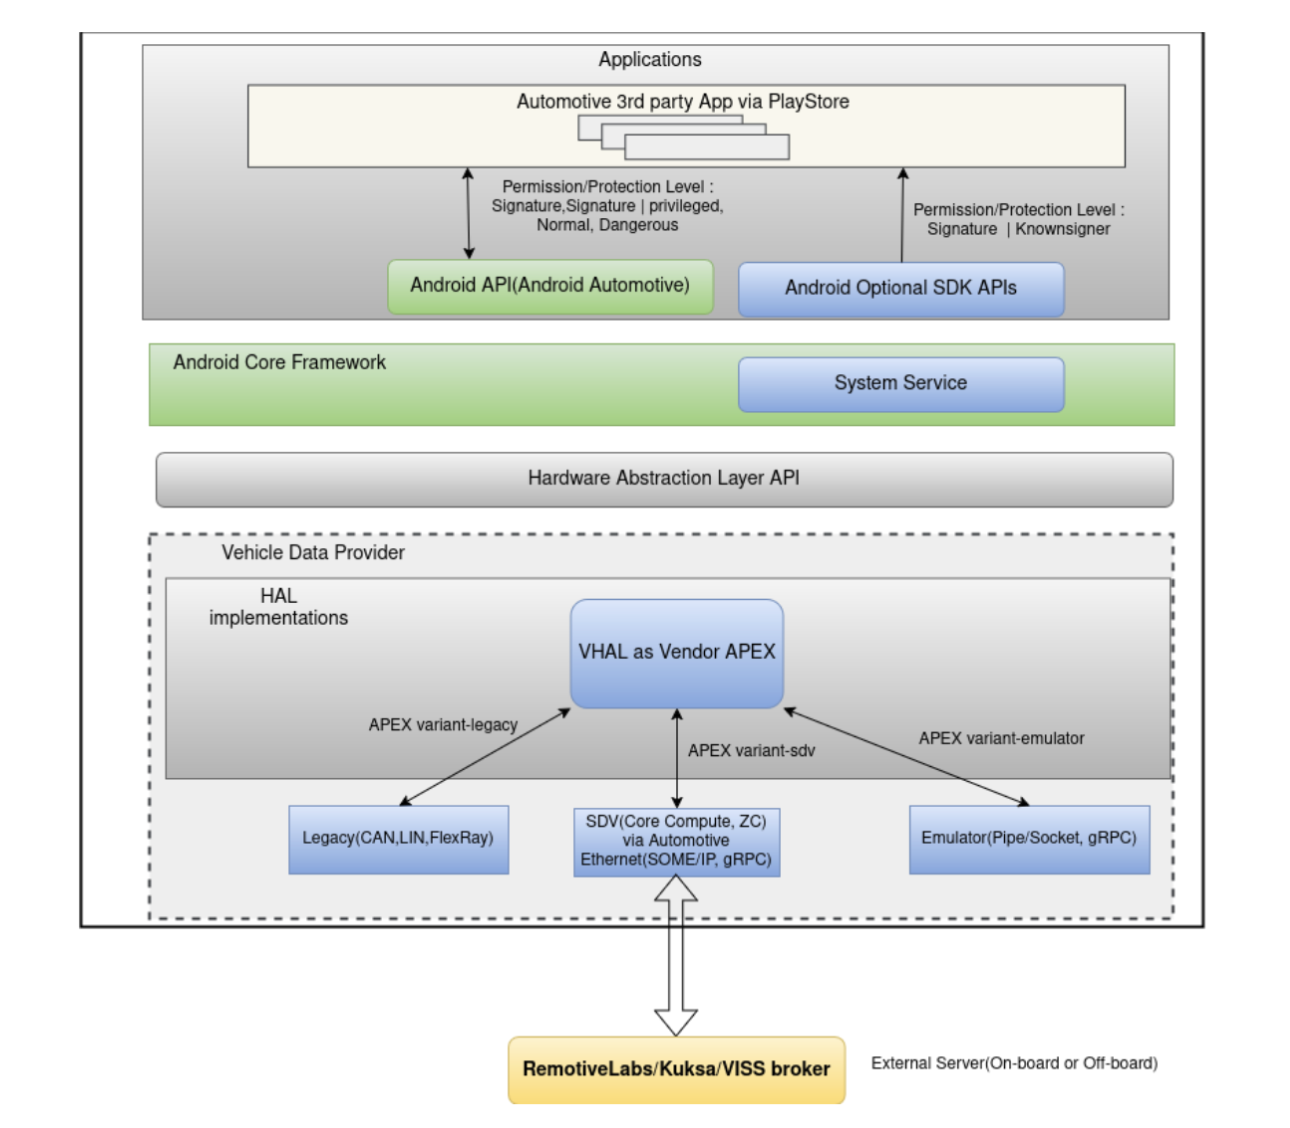 Applications
Automotive 3rd party App via PlayStore
Permission/Protection Level :
Signature,Signature | privileged,
Normal, Dangerous
Permission/Protection Level :
Signature | Knownsigner
Android API(Android Automotive)
Android Optional SDK APIs
Android Core Framework
System Service
Hardware Abstraction Layer API
Vehicle Data Provider
HAL
implementations
VHAL as Vendor APEX
APEX variant-legacy
APEX variant-sdv
APEX variant-emulator
Legacy(CAN,LIN,FlexRay)
SDV(Core Compute, ZC)
via Automotive
Ethernet(SOME/IP, gRPC)
Emulator(Pipe/Socket, gRPC)
RemotiveLabs/Kuksa/VISS broker
External Server(On-board or Off-board)